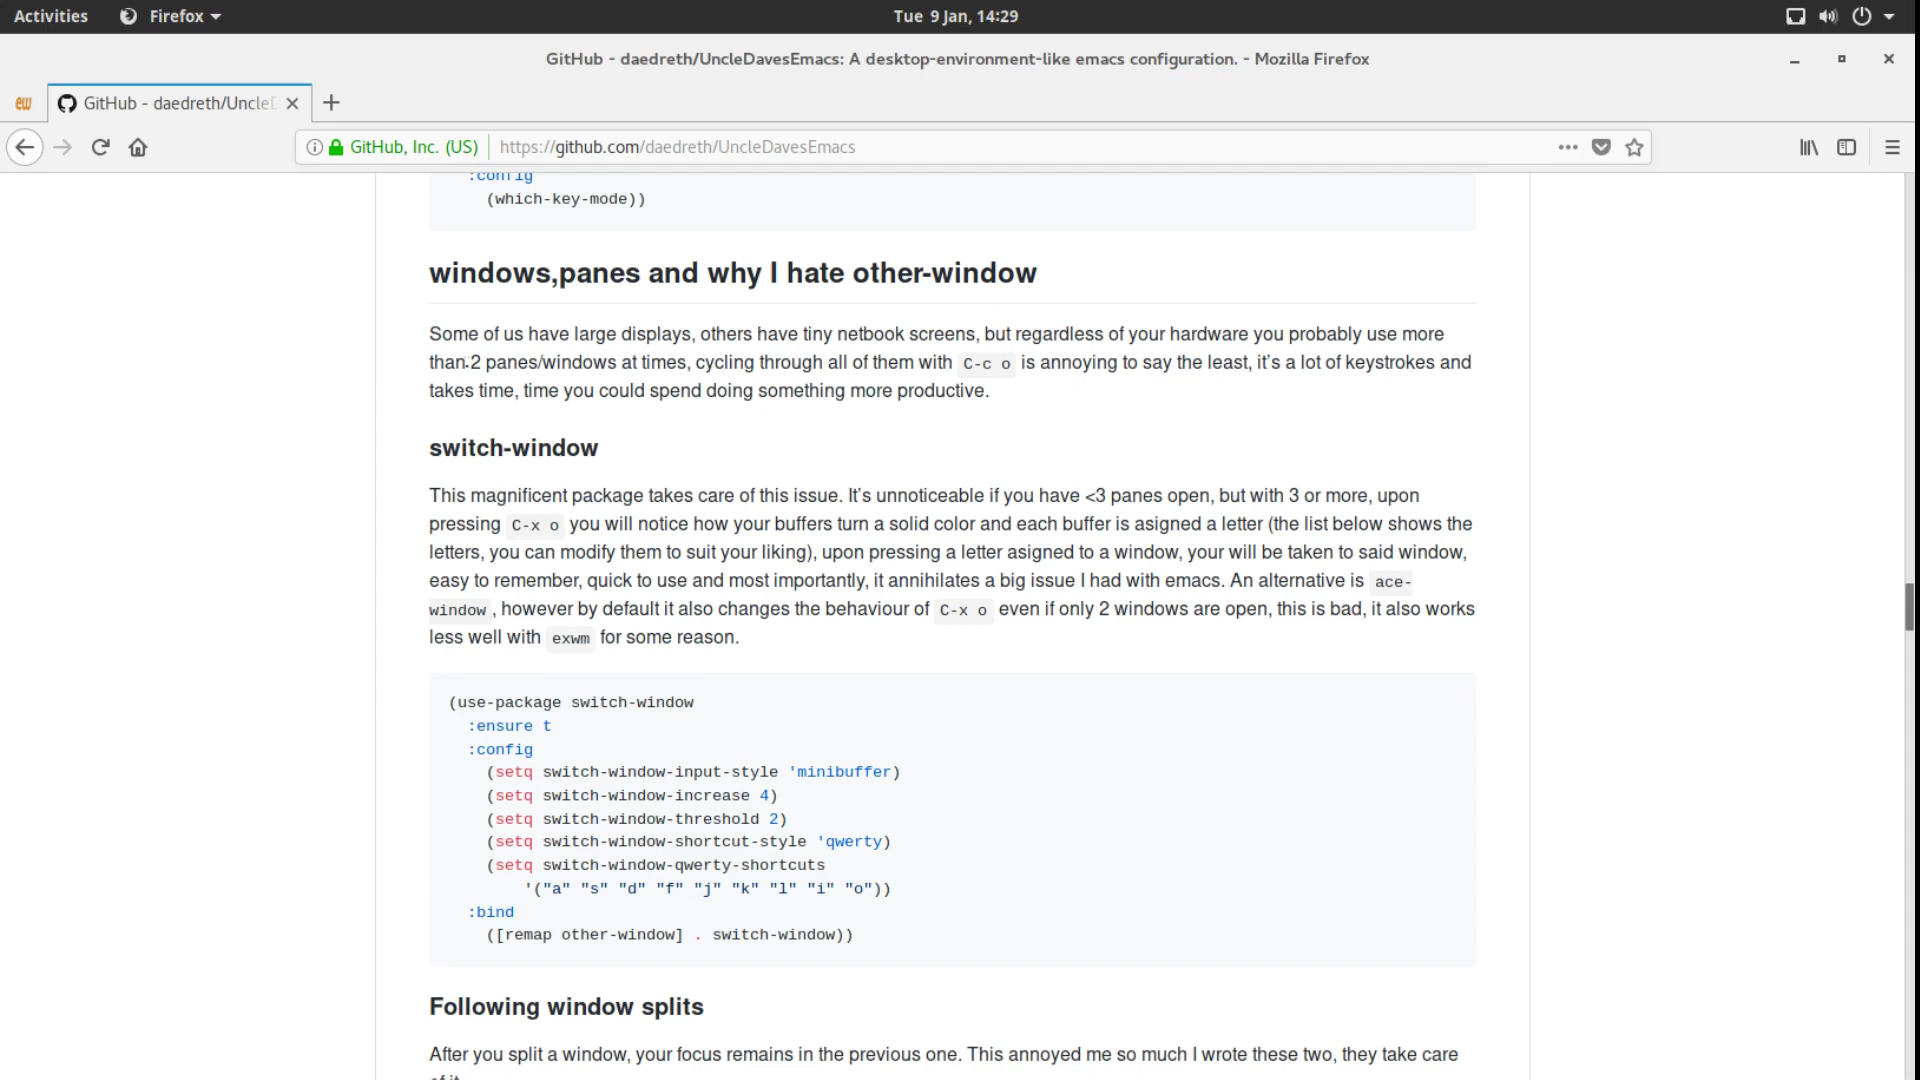 Activities Firefox Tue 9 Jan, 14:29
GitHub - daedreth/UncleDavesEmacs: A desktop-environment-like emacs configuration. - Mozilla Firefox
ew GitHub - daedreth/UncleD
GitHub, Inc. (US) https://github.com/daedreth/UncleDavesEmacs
:config
(which-key-mode))
windows,panes and why I hate other-window
Some of us have large displays, others have tiny netbook screens, but regardless of your hardware you probably use more
than 2 panes/windows at times, cycling through all of them with C-c o is annoying to say the least, it's a lot of keystrokes and
takes time, time you could spend doing something more productive.
switch-window
This magnificent package takes care of this issue. It's unnoticeable if you have <3 panes open, but with 3 or more, upon
pressing C-x o you will notice how your buffers turn a solid color and each buffer is asigned a letter (the list below shows the
letters, you can modify them to suit your liking), upon pressing a letter asigned to a window, your will be taken to said window,
easy to remember, quick to use and most importantly, it annihilates a big issue I had with emacs. An alternative is ace-
window , however by default it also changes the behaviour of C-x o even if only 2 windows are open, this is bad, it also works
less well with exwm for some reason.
(use-package switch-window
:ensure t
:config
(setq switch-window-input-style 'minibuffer)
(setq switch-window-increase 4)
(setq switch-window-threshold 2)
(setq switch-window-shortcut-style 'qwerty)
(setq switch-window-qwerty-shortcuts
'("a" "s" "d" "f" "j" "k" "l" "i" "o"))
:bind
([remap other-window] . switch-window))
Following window splits
After you split a window, your focus remains in the previous one. This annoyed me so much I wrote these two, they take care
of it.